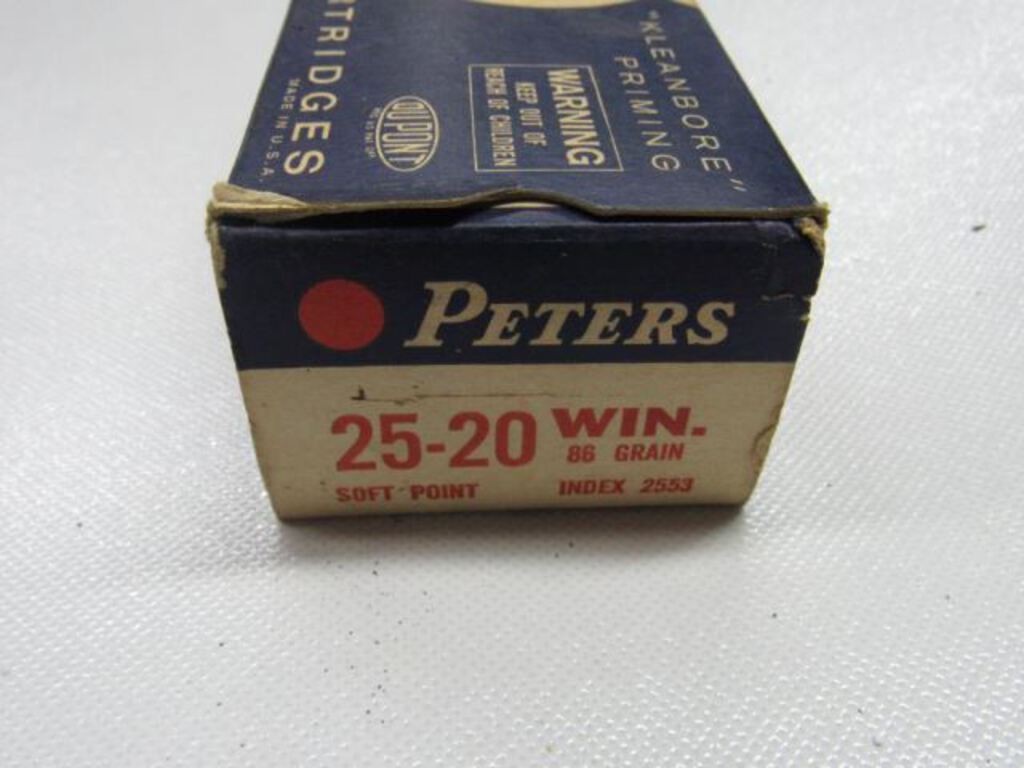 "KLEANBORE"
PRIMING
WARNING
KEEP OUT OF
REACH OF CHILDREN
DU PONT
TRIDGES
MADE IN U.S.A.
PETERS
25-20 WIN.
86 GRAIN
SOFT POINT INDEX 2553